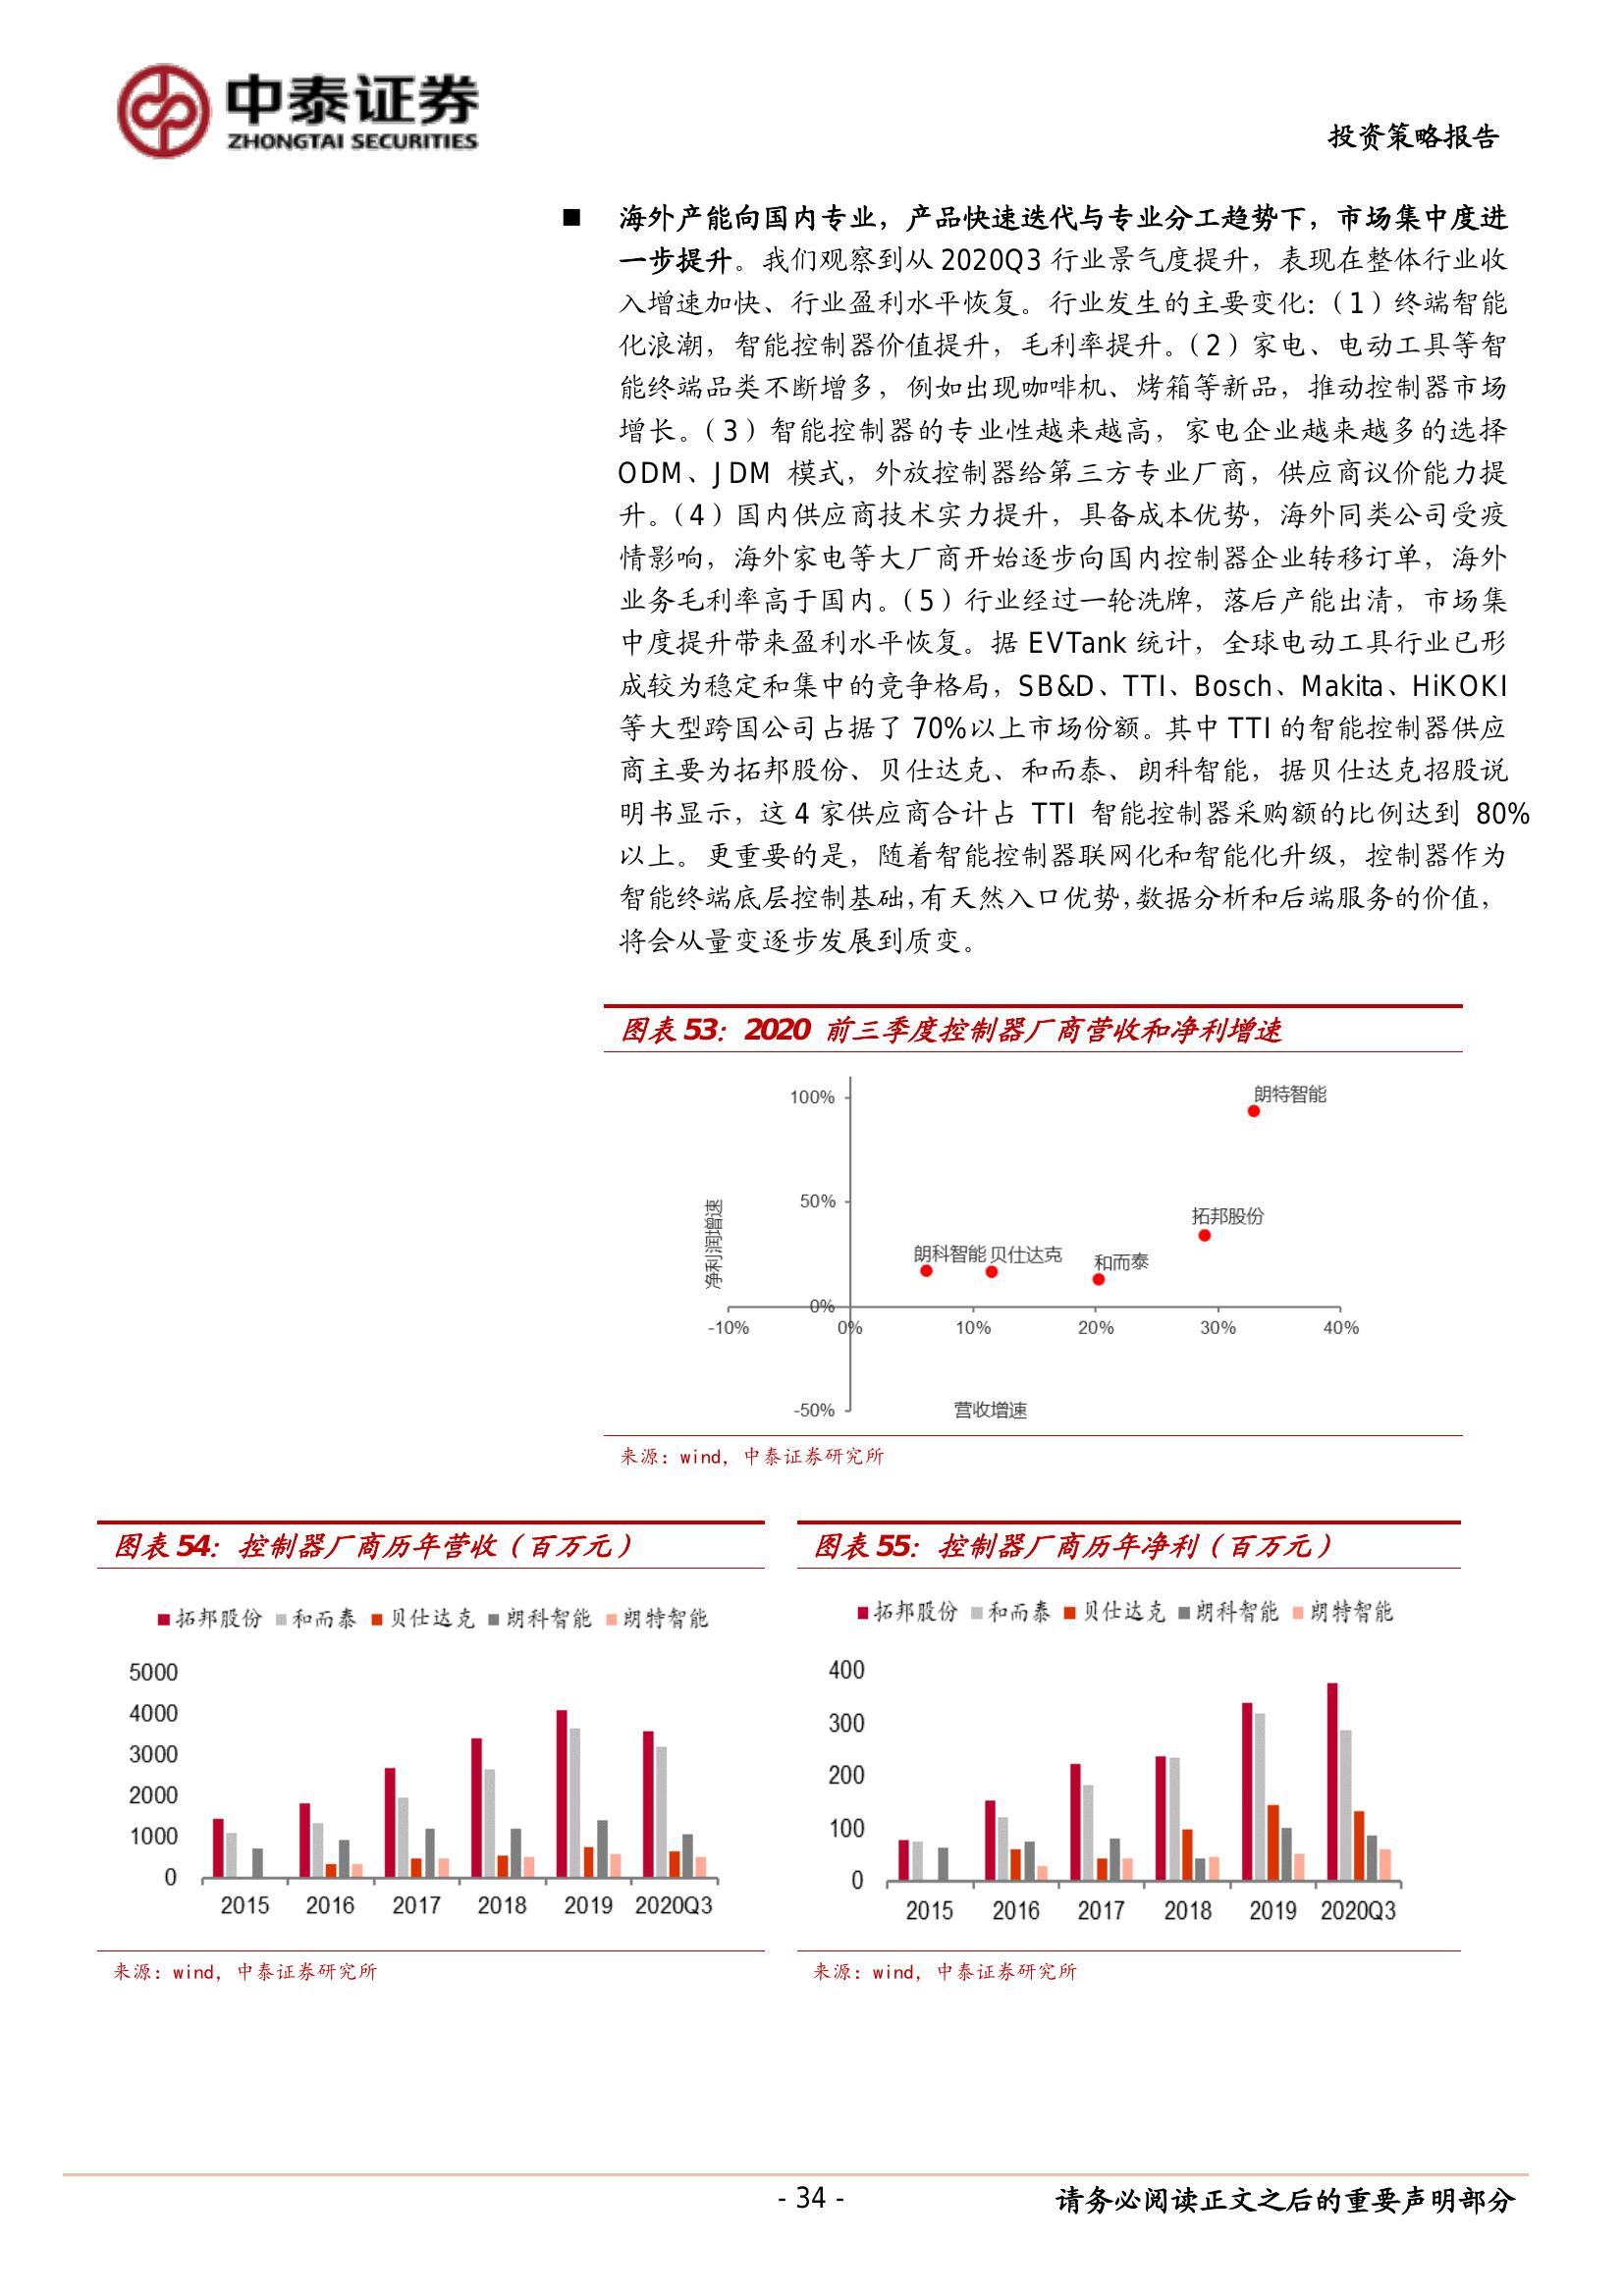 中泰证券
ZHONGTAI SECURITIES
投资策略报告
■ 海外产能向国内专业，产品快速迭代与专业分工趋势下，市场集中度进
一步提升。我们观察到从 2020Q3 行业景气度提升，表现在整体行业收
入增速加快、行业盈利水平恢复。行业发生的主要变化：（1）终端智能
化浪潮，智能控制器价值提升，毛利率提升。（2）家电、电动工具等智
能终端品类不断增多，例如出现咖啡机、烤箱等新品，推动控制器市场
增长。（3）智能控制器的专业性越来越高，家电企业越来越多的选择
ODM、JDM 模式，外放控制器给第三方专业厂商，供应商议价能力提
升。（4）国内供应商技术实力提升，具备成本优势，海外同类公司受疫
情影响，海外家电等大厂商开始逐步向国内控制器企业转移订单，海外
业务毛利率高于国内。（5）行业经过一轮洗牌，落后产能出清，市场集
中度提升带来盈利水平恢复。据 EVTank 统计，全球电动工具行业已形
成较为稳定和集中的竞争格局，SB&D、TTI、Bosch、Makita、HiKOKI
等大型跨国公司占据了 70%以上市场份额。其中 TTI 的智能控制器供应
商主要为拓邦股份、贝仕达克、和而泰、朗科智能，据贝仕达克招股说
明书显示，这 4 家供应商合计占 TTI 智能控制器采购额的比例达到 80%
以上。更重要的是，随着智能控制器联网化和智能化升级，控制器作为
智能终端底层控制基础，有天然入口优势，数据分析和后端服务的价值，
将会从量变逐步发展到质变。
图表 53：2020 前三季度控制器厂商营收和净利增速
100%
朗特智能
50%
拓邦股份
净利润增速
朗科智能 贝仕达克 和而泰
0%
-10% 0% 10% 20% 30% 40%
-50%
营收增速
来源：wind，中泰证券研究所
图表 54：控制器厂商历年营收（百万元）
拓邦股份 和而泰 贝仕达克 朗科智能 朗特智能
5000
4000
3000
2000
1000
0
2015 2016 2017 2018 2019 2020Q3
来源：wind，中泰证券研究所
图表 55：控制器厂商历年净利（百万元）
拓邦股份 和而泰 贝仕达克 朗科智能 朗特智能
400
300
200
100
0
2015 2016 2017 2018 2019 2020Q3
来源：wind，中泰证券研究所
- 34 -
请务必阅读正文之后的重要声明部分